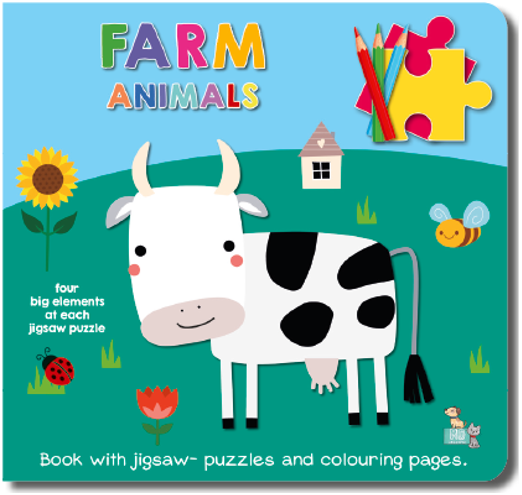 FARM
ANIMALS
four
big elements
at each
jigsaw puzzle
Book with jigsaw- puzzles and colouring pages.